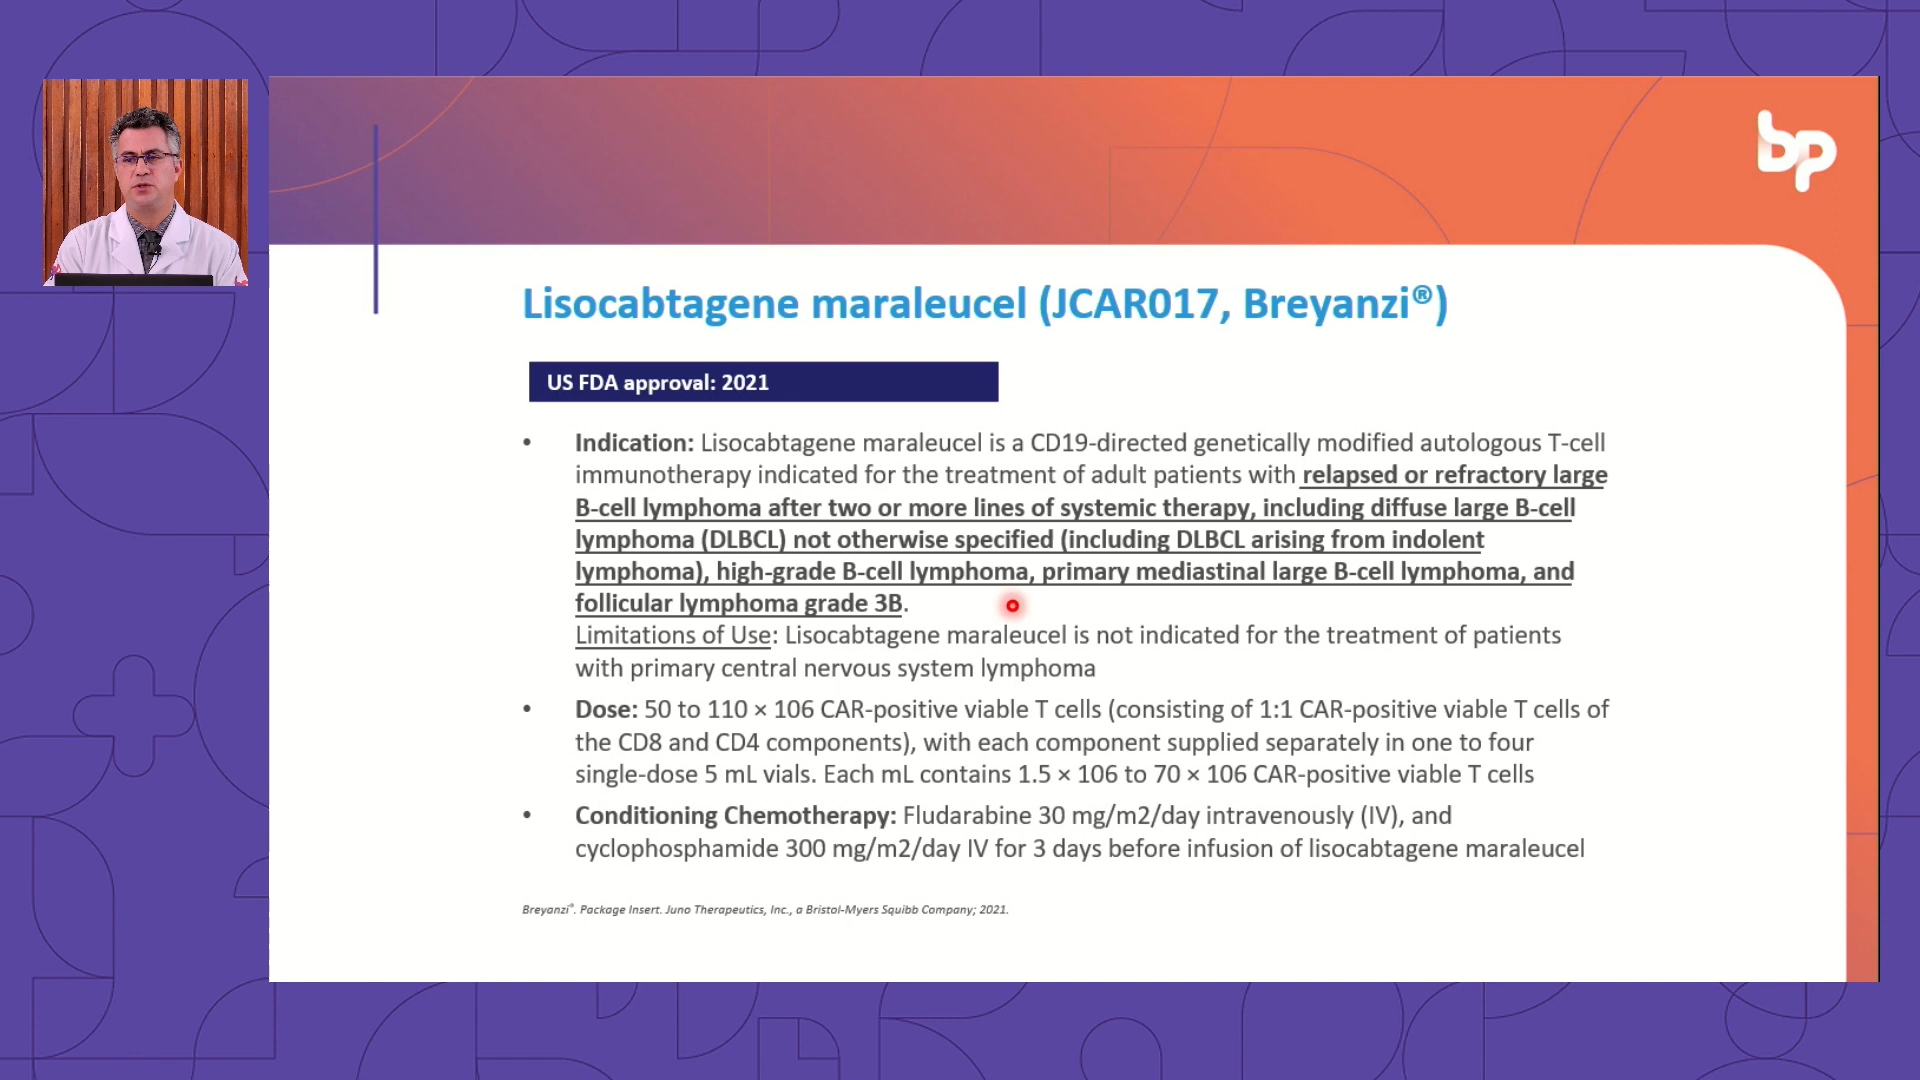 bp
Lisocabtagene maraleucel (JCAR017, Breyanzi®)
US FDA approval: 2021
• Indication: Lisocabtagene maraleucel is a CD19-directed genetically modified autologous T-cell
immunotherapy indicated for the treatment of adult patients with relapsed or refractory large
B-cell lymphoma after two or more lines of systemic therapy, including diffuse large B-cell
lymphoma (DLBCL) not otherwise specified (including DLBCL arising from indolent
lymphoma), high-grade B-cell lymphoma, primary mediastinal large B-cell lymphoma, and
follicular lymphoma grade 3B.
Limitations of Use: Lisocabtagene maraleucel is not indicated for the treatment of patients
with primary central nervous system lymphoma
• Dose: 50 to 110 × 106 CAR-positive viable T cells (consisting of 1:1 CAR-positive viable T cells of
the CD8 and CD4 components), with each component supplied separately in one to four
single-dose 5 mL vials. Each mL contains 1.5 × 106 to 70 × 106 CAR-positive viable T cells
• Conditioning Chemotherapy: Fludarabine 30 mg/m2/day intravenously (IV), and
cyclophosphamide 300 mg/m2/day IV for 3 days before infusion of lisocabtagene maraleucel
Breyanzi®. Package Insert. Juno Therapeutics, Inc., a Bristol-Myers Squibb Company; 2021.